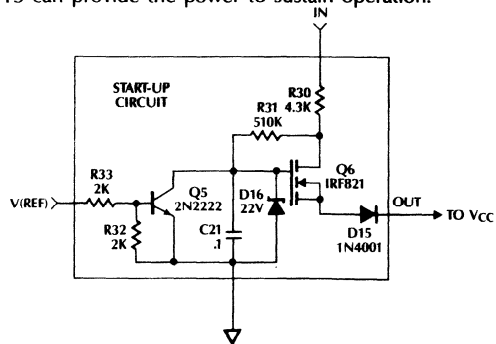 T3 can provide the power to sustain operation.
IN
START-UP
CIRCUIT
R30
4.3K
R31
510K
R33
2K
Q5
2N2222
Q6
IRF821
D16
22V
V(REF)
OUT
TO VCC
R32
2K
C21
.1
D15
1N4001